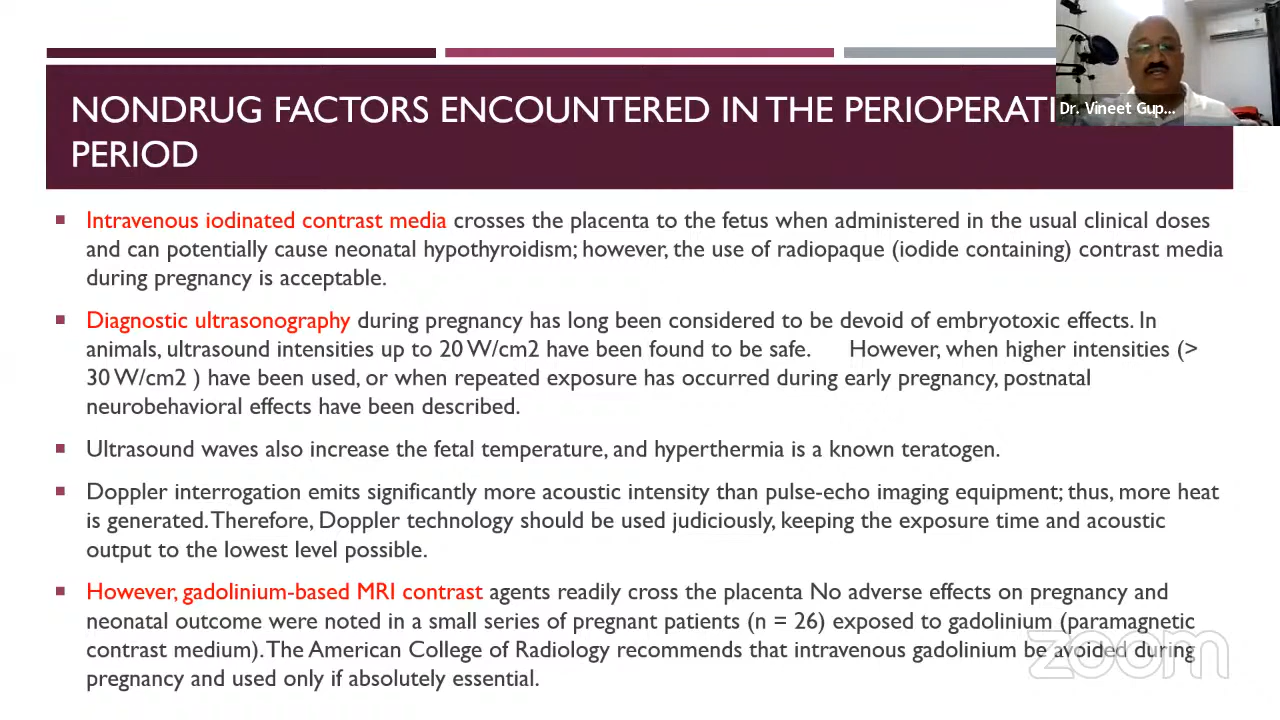 NONDRUG FACTORS ENCOUNTERED IN THE PERIOPERATI
PERIOD
Dr. Vineet Gup...
Intravenous iodinated contrast media crosses the placenta to the fetus when administered in the usual clinical doses
and can potentially cause neonatal hypothyroidism; however, the use of radiopaque (iodide containing) contrast media
during pregnancy is acceptable.
Diagnostic ultrasonography during pregnancy has long been considered to be devoid of embryotoxic effects. In
animals, ultrasound intensities up to 20 W/cm2 have been found to be safe. However, when higher intensities (>
30 W/cm2 ) have been used, or when repeated exposure has occurred during early pregnancy, postnatal
neurobehavioral effects have been described.
Ultrasound waves also increase the fetal temperature, and hyperthermia is a known teratogen.
Doppler interrogation emits significantly more acoustic intensity than pulse-echo imaging equipment; thus, more heat
is generated. Therefore, Doppler technology should be used judiciously, keeping the exposure time and acoustic
output to the lowest level possible.
However, gadolinium-based MRI contrast agents readily cross the placenta No adverse effects on pregnancy and
neonatal outcome were noted in a small series of pregnant patients (n = 26) exposed to gadolinium (paramagnetic
contrast medium). The American College of Radiology recommends that intravenous gadolinium be avoided during
pregnancy and used only if absolutely essential.
zoom